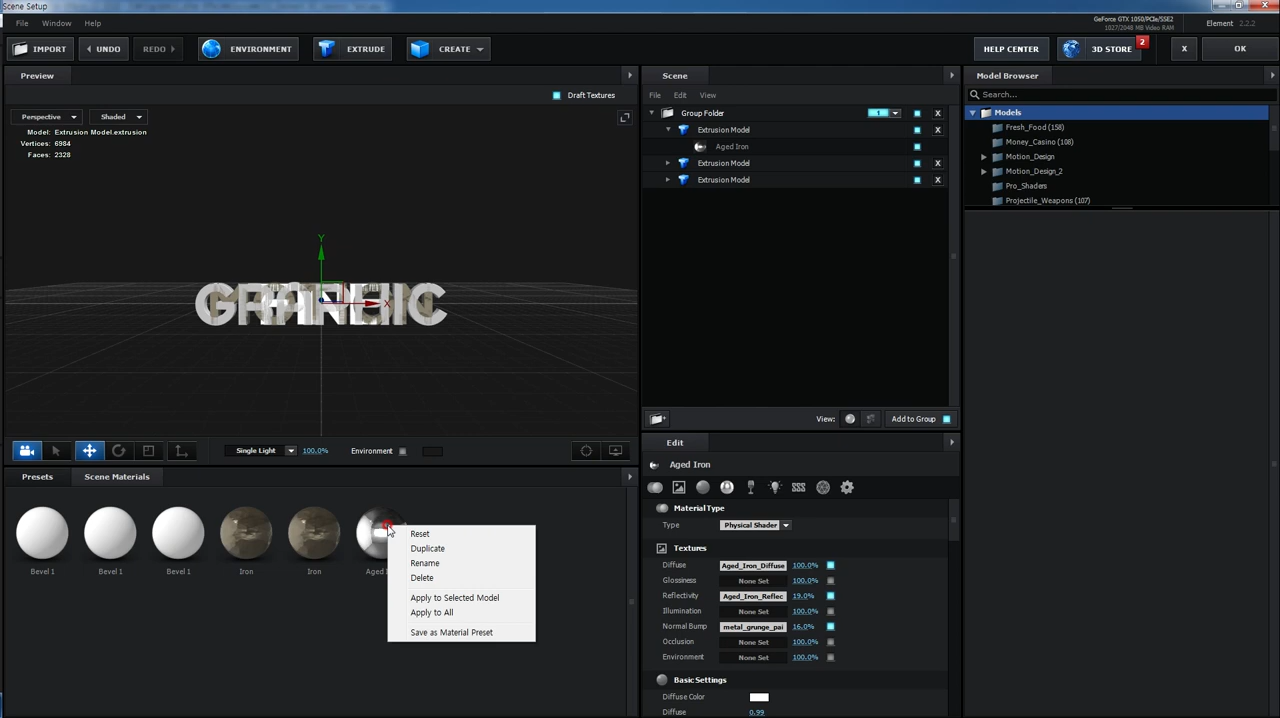 Scene Setup
File Window Help
GeForce GTX 1050/PCIe/SSE2
1027/2048 MB Video RAM
Element 2.2.2
IMPORT UNDO REDO ENVIRONMENT EXTRUDE CREATE HELP CENTER 3D STORE 2 X OK
Preview
Draft Textures
Perspective Shaded
Model: Extrusion Model.extrusion
Vertices: 6984
Faces: 2328
Y
X
Single Light 100.0% Environment
Presets Scene Materials
Bevel 1 Bevel 1 Bevel 1 Iron Iron Aged I
Reset
Duplicate
Rename
Delete
Apply to Selected Model
Apply to All
Save as Material Preset
Scene
File Edit View
Group Folder 1 X
Extrusion Model X
Aged Iron
Extrusion Model X
Extrusion Model X
View: Add to Group
Edit
Aged Iron
Material Type
Type Physical Shader
Textures
Diffuse Aged_Iron_Diffuse 100.0%
Glossiness None Set 100.0%
Reflectivity Aged_Iron_Reflec 19.0%
Illumination None Set 100.0%
Normal Bump metal_grunge_pai 16.0%
Occlusion None Set 100.0%
Environment None Set 100.0%
Basic Settings
Diffuse Color
Diffuse 0.99
Model Browser
Search...
Models
Fresh_Food (158)
Money_Casino (108)
Motion_Design
Motion_Design_2
Pro_Shaders
Projectile_Weapons (107)